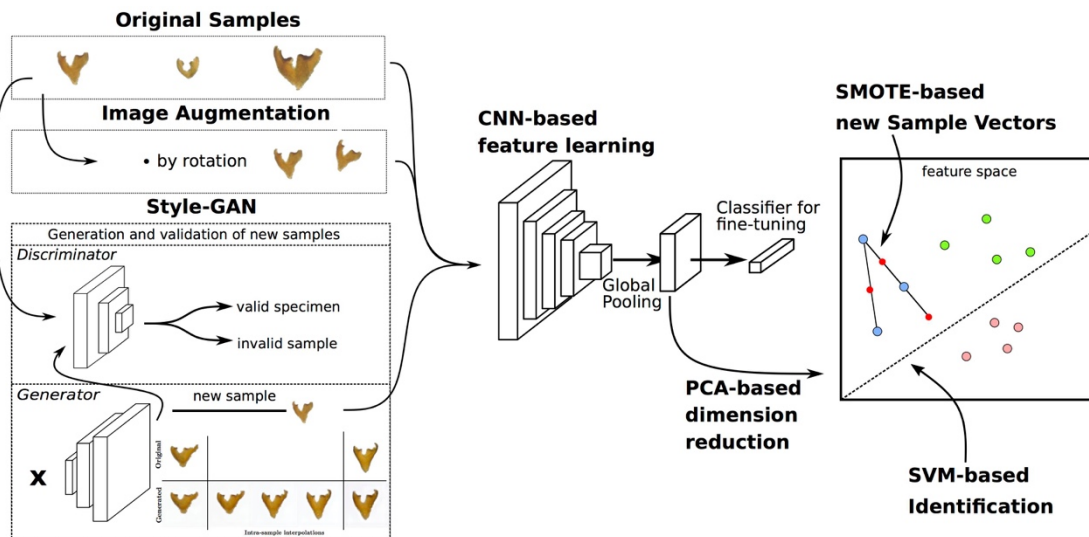 Original Samples
Image Augmentation
• by rotation
Style-GAN
Generation and validation of new samples
Discriminator
valid specimen
invalid sample
Generator
new sample
x
Original
Generated
Intra-sample interpolations
CNN-based
feature learning
Global
Pooling
Classifier for
fine-tuning
PCA-based
dimension
reduction
SMOTE-based
new Sample Vectors
feature space
SVM-based
Identification